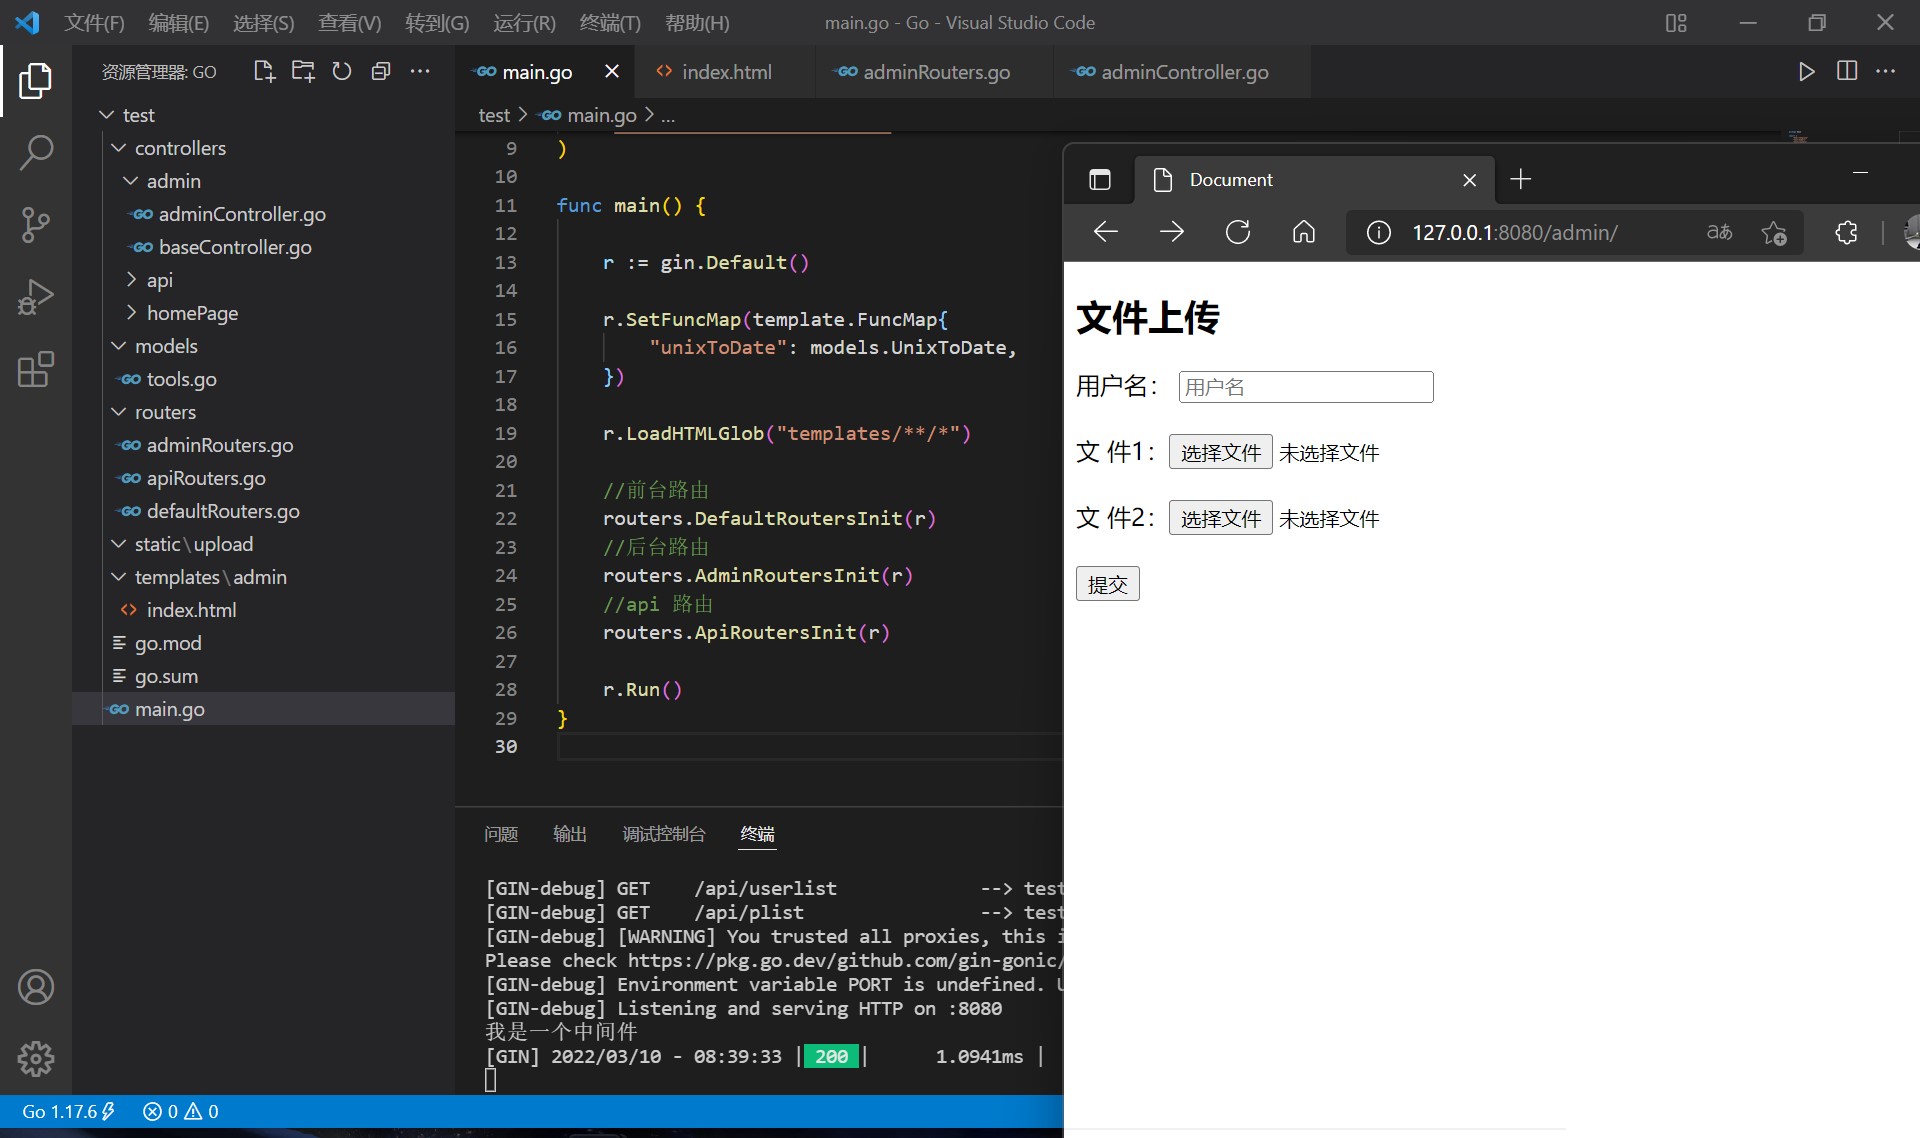 文件(F) 编辑(E) 选择(S) 查看(V) 转到(G) 运行(R) 终端(T) 帮助(H) main.go - Go - Visual Studio Code
资源管理器: GO
test
controllers
admin
adminController.go
baseController.go
api
homePage
models
tools.go
routers
adminRouters.go
apiRouters.go
defaultRouters.go
static\upload
templates\admin
index.html
go.mod
go.sum
main.go
main.go index.html adminRouters.go adminController.go
test > main.go > ...
9 )
10
11 func main() {
12
13 r := gin.Default()
14
15 r.SetFuncMap(template.FuncMap{
16 "unixToDate": models.UnixToDate,
17 })
18
19 r.LoadHTMLGlob("templates/**/*")
20
21 //前台路由
22 routers.DefaultRoutersInit(r)
23 //后台路由
24 routers.AdminRoutersInit(r)
25 //api 路由
26 routers.ApiRoutersInit(r)
27
28 r.Run()
29 }
30
问题 输出 调试控制台 终端
[GIN-debug] GET /api/userlist --> test
[GIN-debug] GET /api/plist --> test
[GIN-debug] [WARNING] You trusted all proxies, this
Please check https://pkg.go.dev/github.com/gin-gonic/
[GIN-debug] Environment variable PORT is undefined.
[GIN-debug] Listening and serving HTTP on :8080
我是一个中间件
[GIN] 2022/03/10 - 08:39:33 | 200 | 1.0941ms |
Go 1.17.6 0 0
Document
127.0.0.1:8080/admin/ aあ
文件上传
用户名： 用户名
文 件1： 选择文件 未选择文件
文 件2： 选择文件 未选择文件
提交